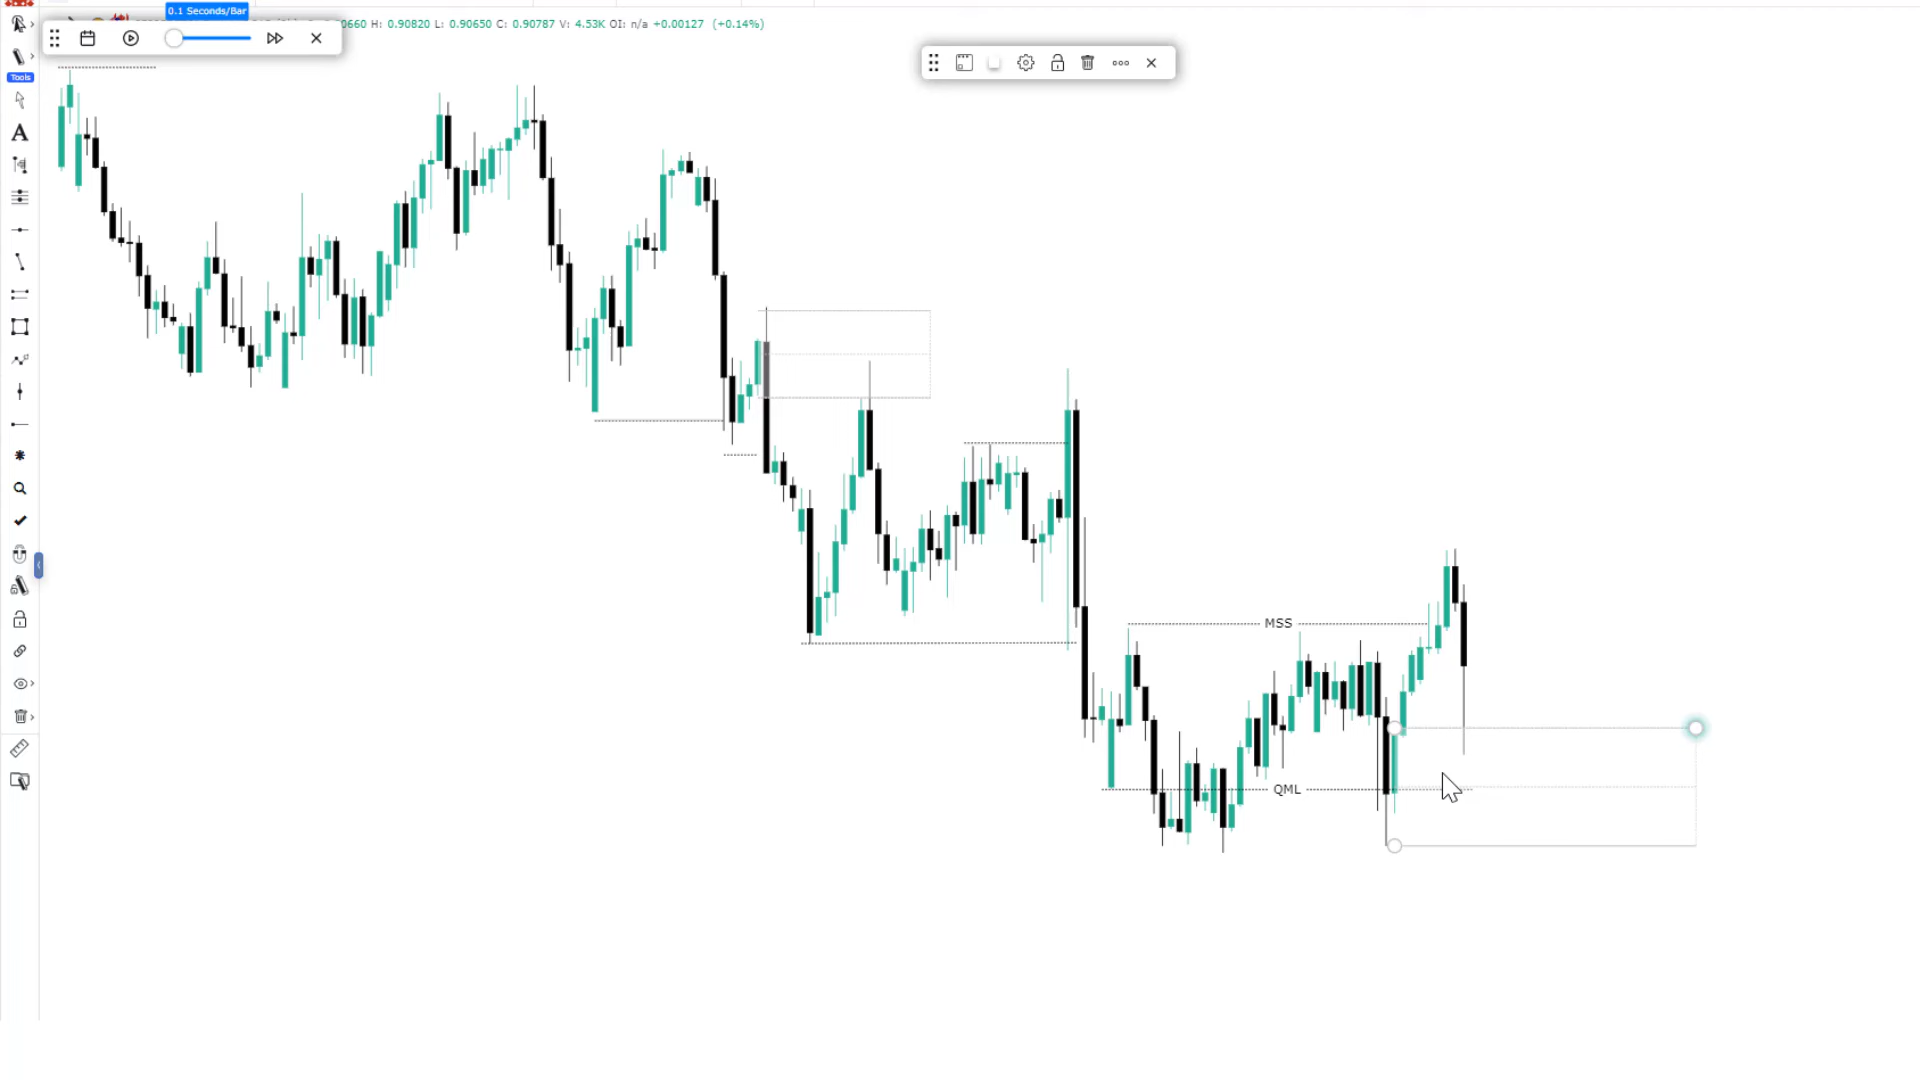 0.1 Seconds/Bar
0660 H: 0.90820 L: 0.90650 C: 0.90787 V: 4.53K OI: n/a +0.00127 (+0.14%)
Tools
A
MSS
QML